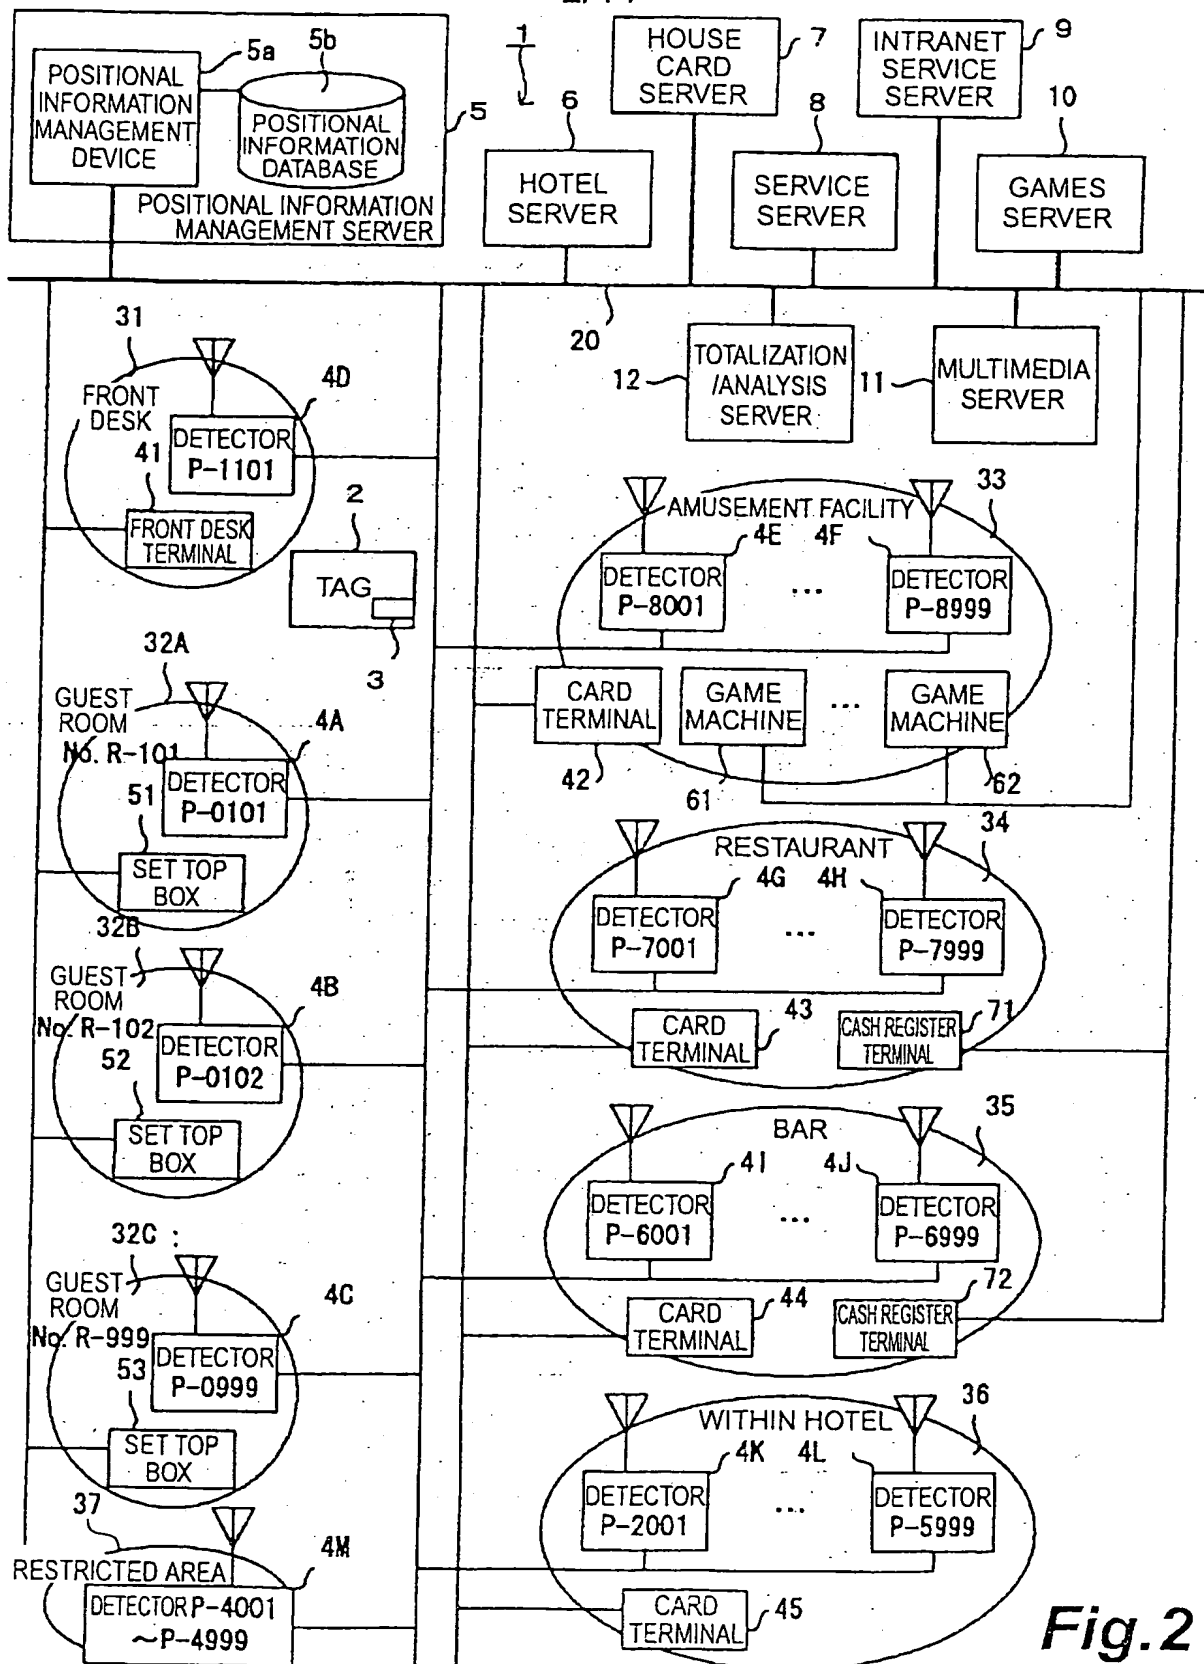 5a
5b
POSITIONAL
INFORMATION
MANAGEMENT
DEVICE
POSITIONAL
INFORMATION
DATABASE
5
POSITIONAL INFORMATION
MANAGEMENT SERVER
1
HOUSE
CARD
SERVER
7
INTRANET
SERVICE
SERVER
9
6
HOTEL
SERVER
8
SERVICE
SERVER
10
GAMES
SERVER
20
12
TOTALIZATION
/ANALYSIS
SERVER
11
MULTIMEDIA
SERVER
31
FRONT
DESK
4D
DETECTOR
P-1101
41
FRONT DESK
TERMINAL
2
TAG
3
32A
GUEST
ROOM
No. R-101
4A
DETECTOR
P-0101
51
SET TOP
BOX
32B
GUEST
ROOM
No. R-102
4B
DETECTOR
P-0102
52
SET TOP
BOX
32C :
GUEST
ROOM
No. R-999
4C
DETECTOR
P-0999
53
SET TOP
BOX
37
RESTRICTED AREA
4M
DETECTOR P-4001
~P-4999
33
AMUSEMENT FACILITY
4E 4F
DETECTOR
P-8001
...
DETECTOR
P-8999
CARD
TERMINAL
42
GAME
MACHINE
61
...
GAME
MACHINE
62
34
RESTAURANT
4G 4H
DETECTOR
P-7001
...
DETECTOR
P-7999
CARD
TERMINAL
43
CASH REGISTER
TERMINAL
71
35
BAR
4I 4J
DETECTOR
P-6001
...
DETECTOR
P-6999
CARD
TERMINAL
44
CASH REGISTER
TERMINAL
72
36
WITHIN HOTEL
4K 4L
DETECTOR
P-2001
...
DETECTOR
P-5999
CARD
TERMINAL
45
Fig.2